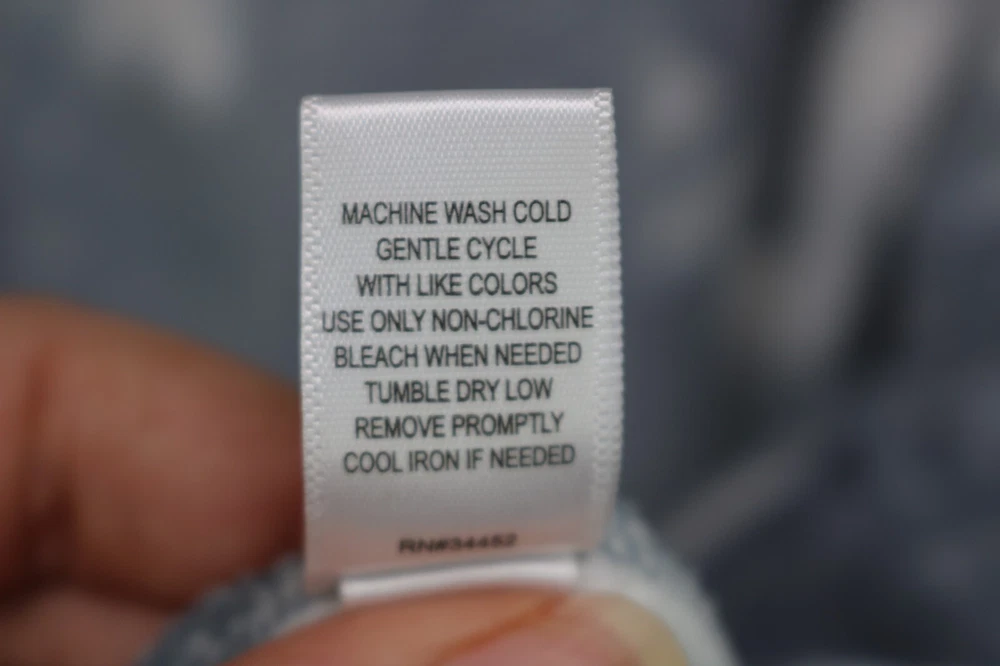 MACHINE WASH COLD
GENTLE CYCLE
WITH LIKE COLORS
USE ONLY NON-CHLORINE
BLEACH WHEN NEEDED
TUMBLE DRY LOW
REMOVE PROMPTLY
COOL IRON IF NEEDED
RN#34452